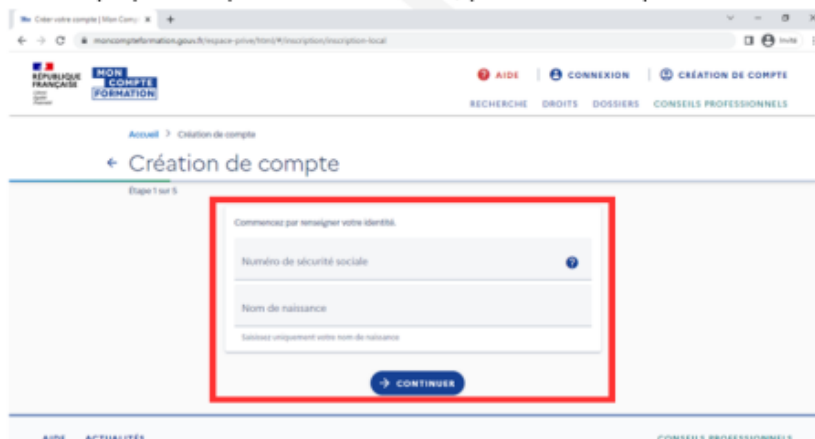 Créer votre compte | Mon Comp
moncompteformation.gouv.fr/espace-prive/html/#/inscription/inscription-local
Invité
RÉPUBLIQUE
FRANÇAISE
MON
COMPTE
FORMATION
AIDE
CONNEXION
CRÉATION DE COMPTE
RECHERCHE DROITS DOSSIERS CONSEILS PROFESSIONNELS
Accueil > Création de compte
← Création de compte
Étape 1 sur 5
Commencez par renseigner votre identité.
Numéro de sécurité sociale
Nom de naissance
Saisissez uniquement votre nom de naissance
→ CONTINUER
AIDE ACTUALITÉS CONSEILS PROFESSIONNELS